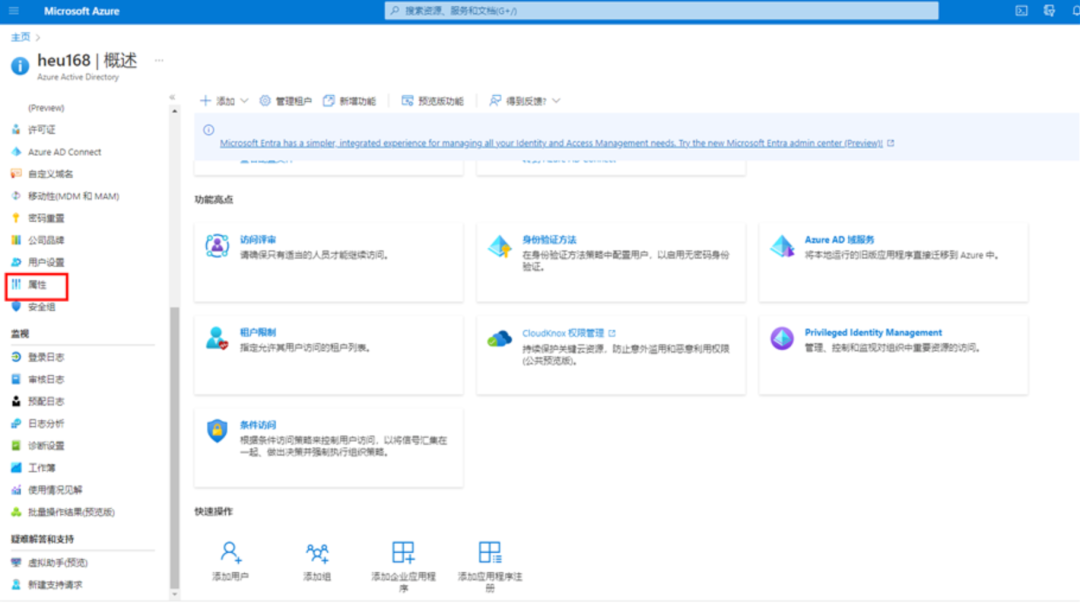 Microsoft Azure
搜索资源、服务和文档(G+/)
主页
heu168 | 概述
Azure Active Directory
(Preview)
许可证
Azure AD Connect
自定义域名
移动性(MDM 和 MAM)
密码重置
公司品牌
用户设置
属性
安全组
监视
登录日志
审核日志
预配日志
日志分析
诊断设置
工作簿
使用情况见解
批量操作结果(预览版)
疑难解答和支持
虚拟助手(预览)
新建支持请求
添加
管理租户
新增功能
预览版功能
得到反馈?
Microsoft Entra has a simpler, integrated experience for managing all your Identity and Access Management needs. Try the new Microsoft Entra admin center (Preview)!
功能亮点
访问评审
请确保只有适当的人员才能继续访问。
身份验证方法
在身份验证方法策略中配置用户，以启用无密码身份
验证。
Azure AD 域服务
将本地运行的旧版应用程序直接迁移到 Azure 中。
租户限制
指定允许其用户访问的租户列表。
CloudKnox 权限管理
持续保护关键云资源，防止意外滥用和恶意利用权限
(公共预览版)。
Privileged Identity Management
管理、控制和监视对组织中重要资源的访问。
条件访问
根据条件访问策略来控制用户访问，以将信号汇集在
一起、做出决策并强制执行组织策略。
快速操作
添加用户
添加组
添加企业应用程
序
添加应用程序注
册